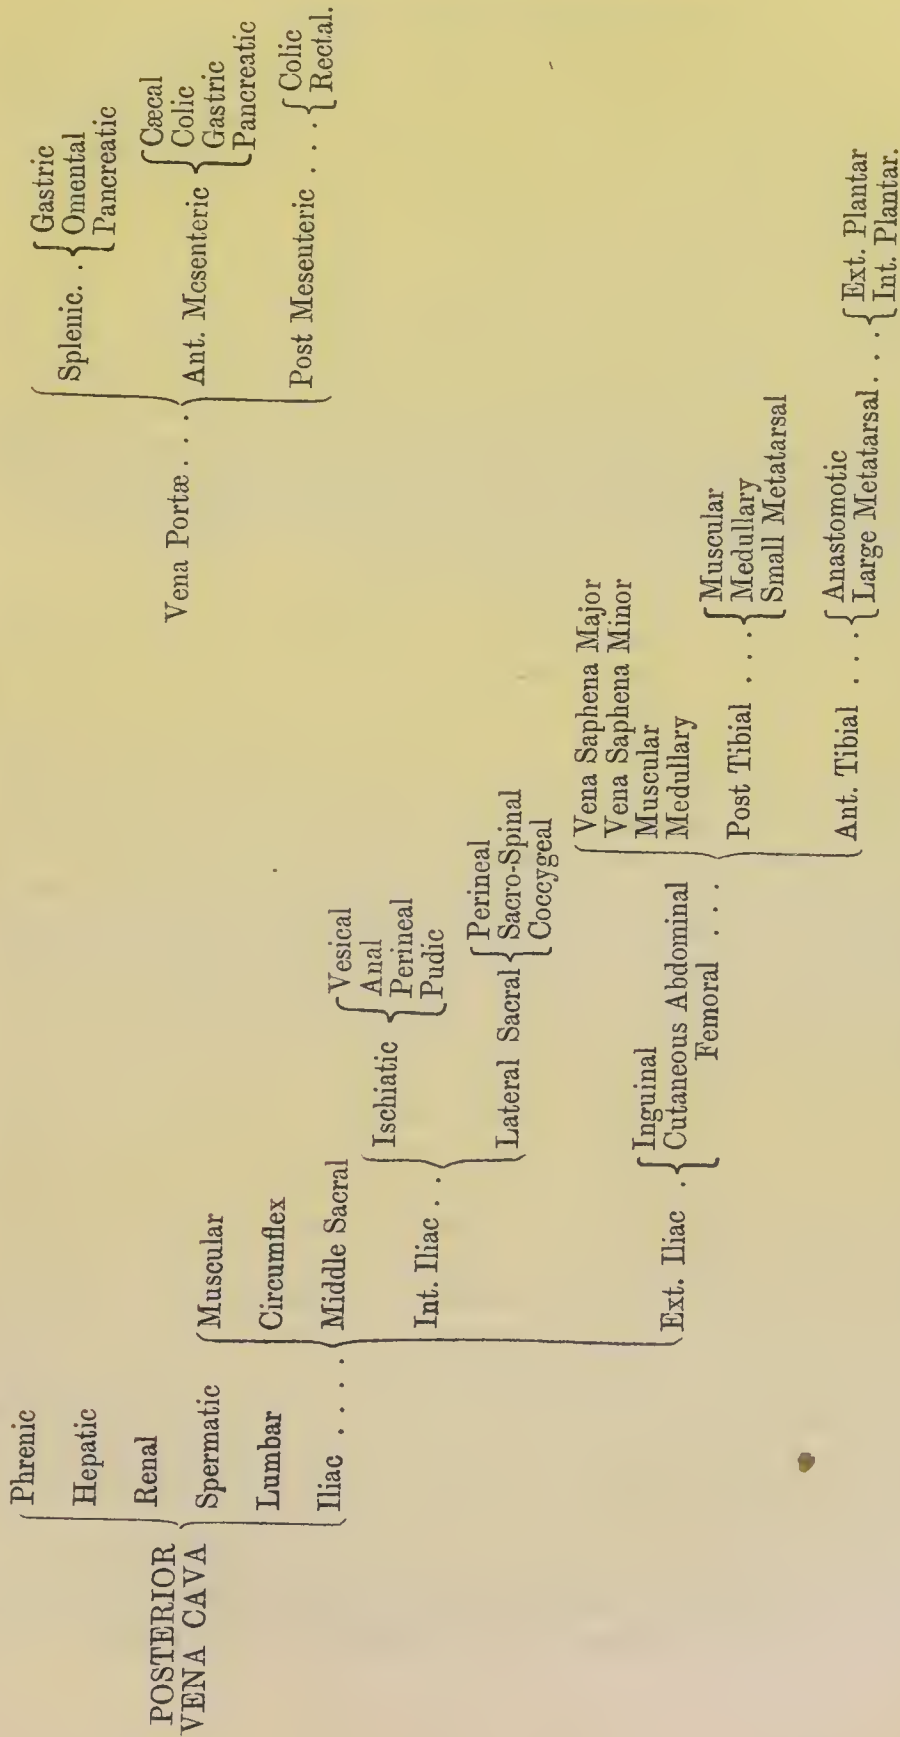 POSTERIOR
VENA CAVA
Phrenic
Hepatic
Renal
Spermatic
Lumbar
Iliac . . . .
Muscular
Circumflex
Middle Sacral
Int. Iliac . .
Ischiatic
Vesical
Anal
Perineal
Pudic
Lateral Sacral
Perineal
Sacro-Spinal
Coccygeal
Ext. Iliac .
Inguinal
Cutaneous Abdominal
Femoral . . .
Vena Saphena Major
Vena Saphena Minor
Muscular
Medullary
Post Tibial . . .
Muscular
Medullary
Small Metatarsal
Ant. Tibial . . .
Anastomotic
Large Metatarsal . . .
Ext. Plantar
Int. Plantar.
Vena Portæ . . .
Splenic. .
Gastric
Omental
Pancreatic
Ant. Mesenteric
Cæcal
Colic
Gastric
Pancreatic
Post Mesenteric . . .
Colic
Rectal.